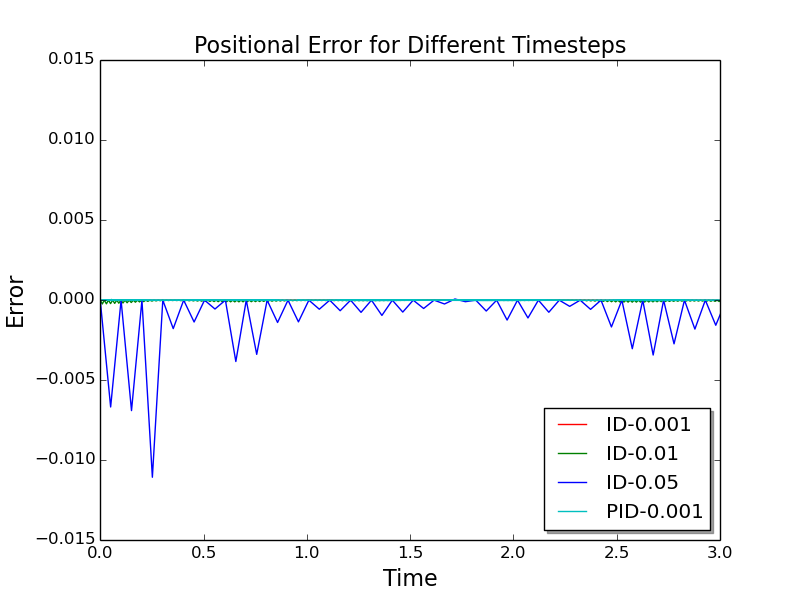 Positional Error for Different Timesteps
0.015
0.010
0.005
0.000
−0.005
−0.010
−0.015
Error
0.0 0.5 1.0 1.5 2.0 2.5 3.0
Time
ID-0.001
ID-0.01
ID-0.05
PID-0.001